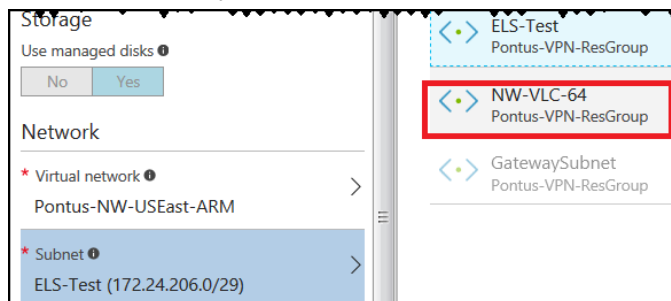 Storage
Use managed disks
No Yes
Network
* Virtual network
Pontus-NW-USEast-ARM
* Subnet
ELS-Test (172.24.206.0/29)
ELS-Test
Pontus-VPN-ResGroup
NW-VLC-64
Pontus-VPN-ResGroup
GatewaySubnet
Pontus-VPN-ResGroup